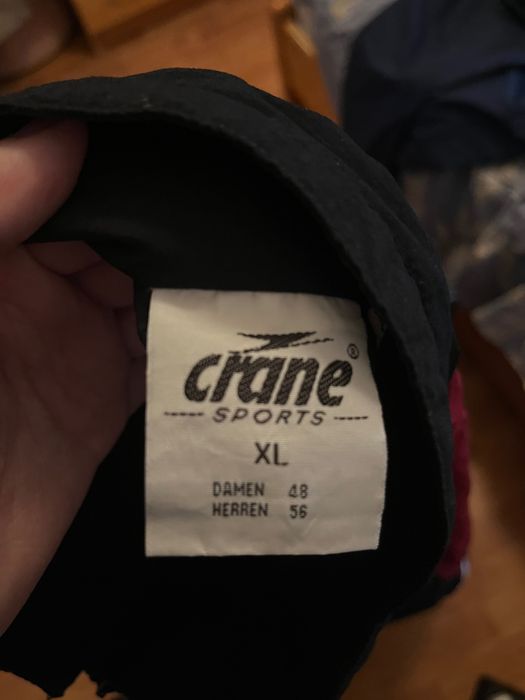 crane®
SPORTS
XL
DAMEN 48
HERREN 56